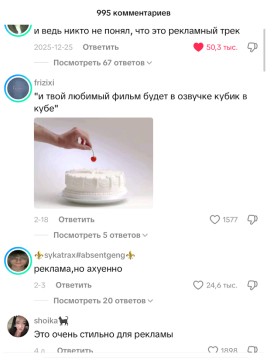 995 комментариев
и ведь никто не понял, что это рекламный трек
2025-12-25 Ответить 50,3 тыс.
Посмотреть 67 ответов
frizixi
"и твой любимый фильм будет в озвучке кубик в
кубе"
2-18 Ответить 1577
Посмотреть 5 ответов
⚜️sykatrax#absentgeng⚜️
реклама,но ахуенно
2-3 Ответить 24,6 тыс.
Посмотреть 20 ответов
shoika🐈‍⬛
Это очень стильно для рекламы
Ответить 1898